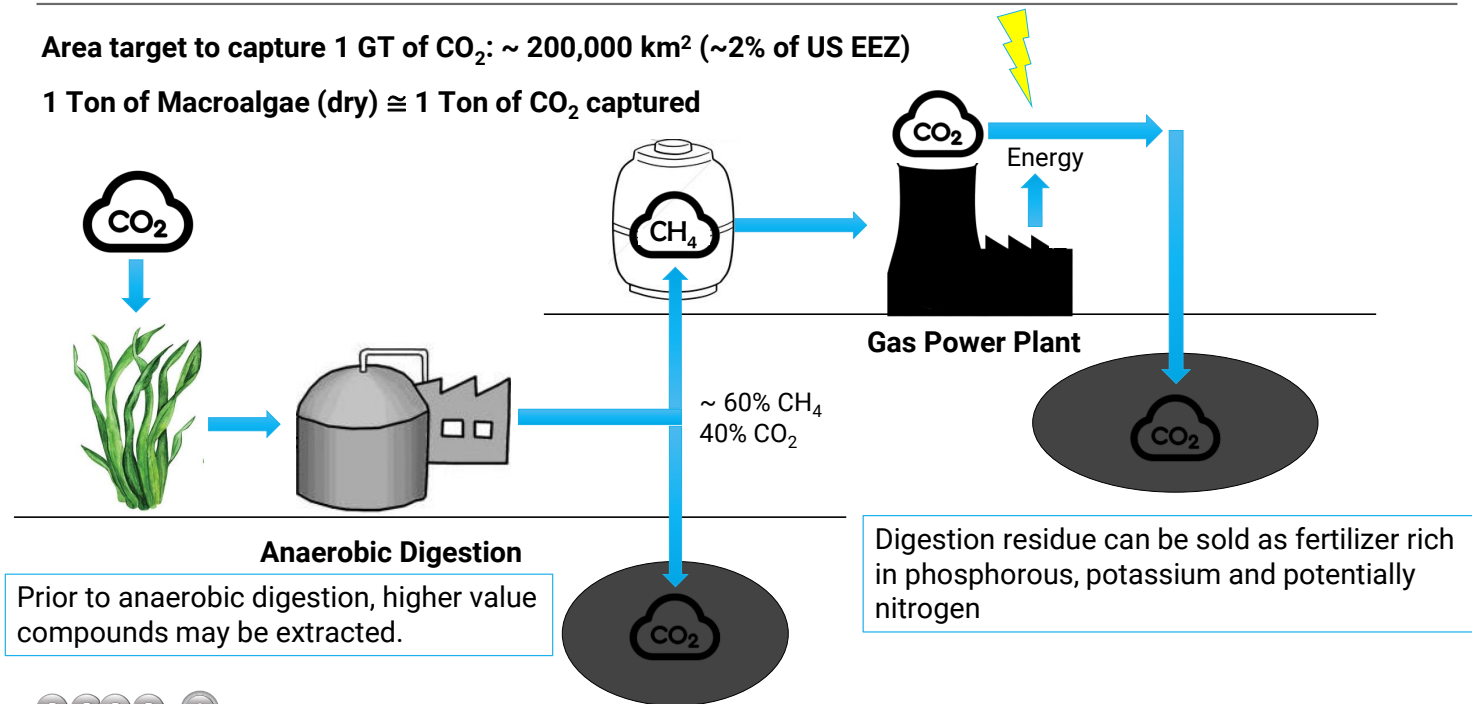 Area target to capture 1 GT of CO₂: ~ 200,000 km² (~2% of US EEZ)
1 Ton of Macroalgae (dry) ≅ 1 Ton of CO₂ captured
CO₂
CO₂
Energy
CH₄
Gas Power Plant
~ 60% CH₄
40% CO₂
CO₂
Anaerobic Digestion
Prior to anaerobic digestion, higher value
compounds may be extracted.
CO₂
Digestion residue can be sold as fertilizer rich
in phosphorous, potassium and potentially
nitrogen